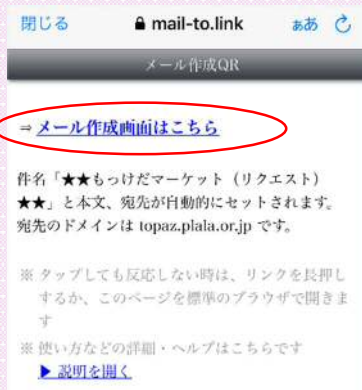 閉じる mail-to.link ぁあ
メール作成QR
⇒ メール作成画面はこちら
件名「★★もっけだマーケット（リクエスト）
★★」と本文、宛先が自動的にセットされます。
宛先のドメインは topaz.plala.or.jp です。
※ タップしても反応しない時は、リンクを長押し
するか、このページを標準のブラウザで開きま
す
※ 使い方などの詳細・ヘルプはこちらです
▶ 説明を開く